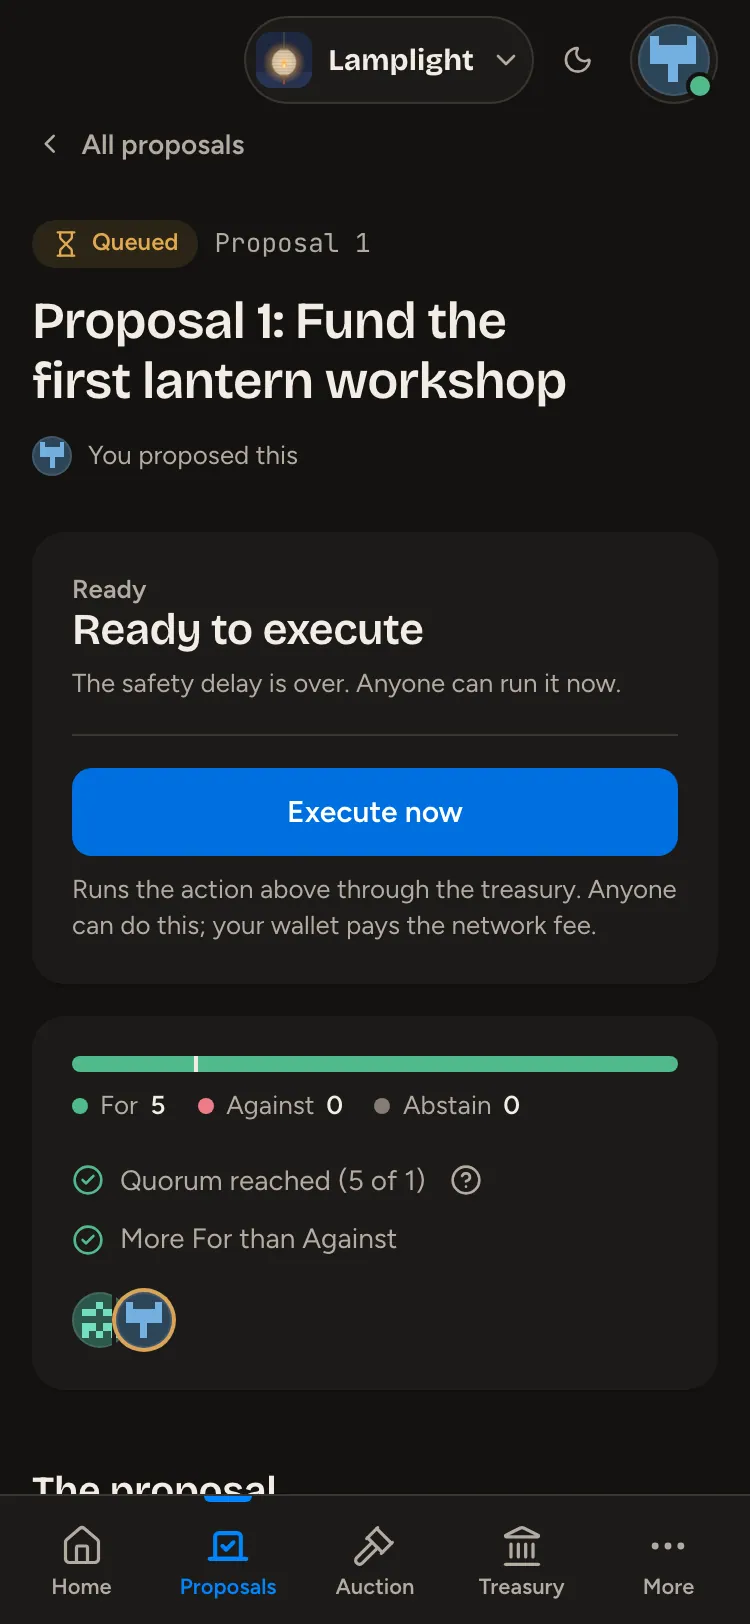 Lamplight
All proposals
Queued Proposal 1
Proposal 1: Fund the
first lantern workshop
You proposed this
Ready
Ready to execute
The safety delay is over. Anyone can run it now.
Execute now
Runs the action above through the treasury. Anyone
can do this; your wallet pays the network fee.
For 5 Against 0 Abstain 0
Quorum reached (5 of 1)
More For than Against
The proposal
Home Proposals Auction Treasury More